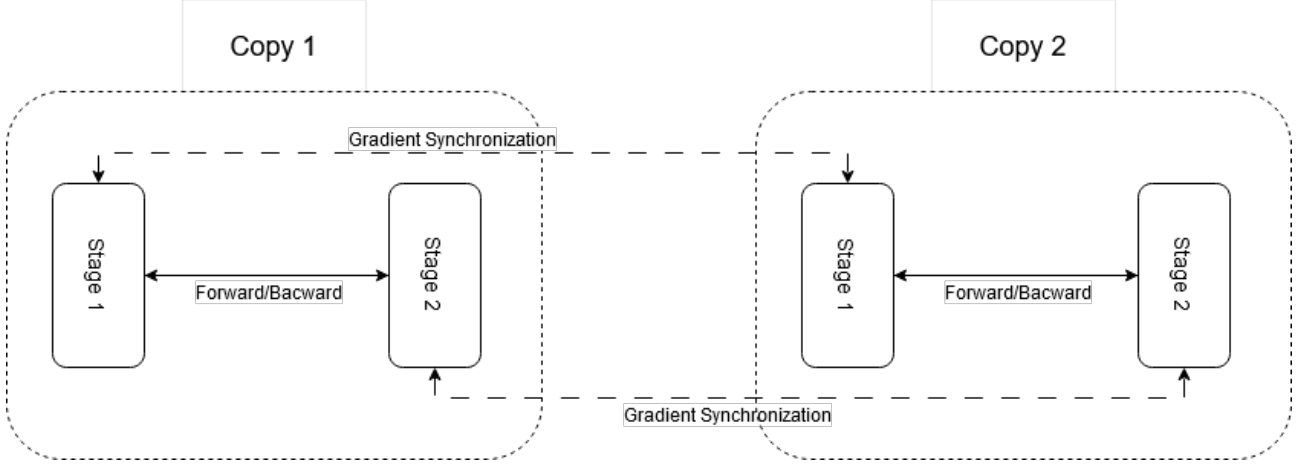 Copy 1
Copy 2
Gradient Synchronization
Stage 1
Forward/Bacward
Stage 2
Stage 1
Forward/Bacward
Stage 2
Gradient Synchronization